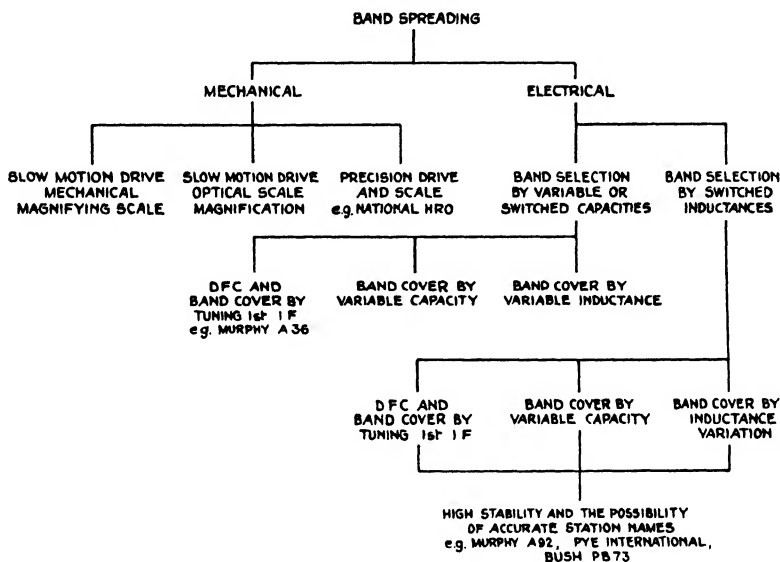 BAND SPREADING
MECHANICAL
ELECTRICAL
SLOW MOTION DRIVE
MECHANICAL
MAGNIFYING SCALE
SLOW MOTION DRIVE
OPTICAL SCALE
MAGNIFICATION
PRECISION DRIVE
AND SCALE
e.g. NATIONAL HRO
BAND SELECTION
BY VARIABLE OR
SWITCHED CAPACITIES
BAND SELECTION
BY SWITCHED
INDUCTANCES
DFC AND
BAND COVER BY
TUNING 1st I F
e.g. MURPHY A36
BAND COVER BY
VARIABLE CAPACITY
BAND COVER BY
VARIABLE INDUCTANCE
DFC AND
BAND COVER BY
TUNING 1st I F
BAND COVER BY
VARIABLE CAPACITY
BAND COVER BY
INDUCTANCE
VARIATION
HIGH STABILITY AND THE POSSIBILITY
OF ACCURATE STATION NAMES
e.g. MURPHY A92, PYE INTERNATIONAL,
BUSH PB73